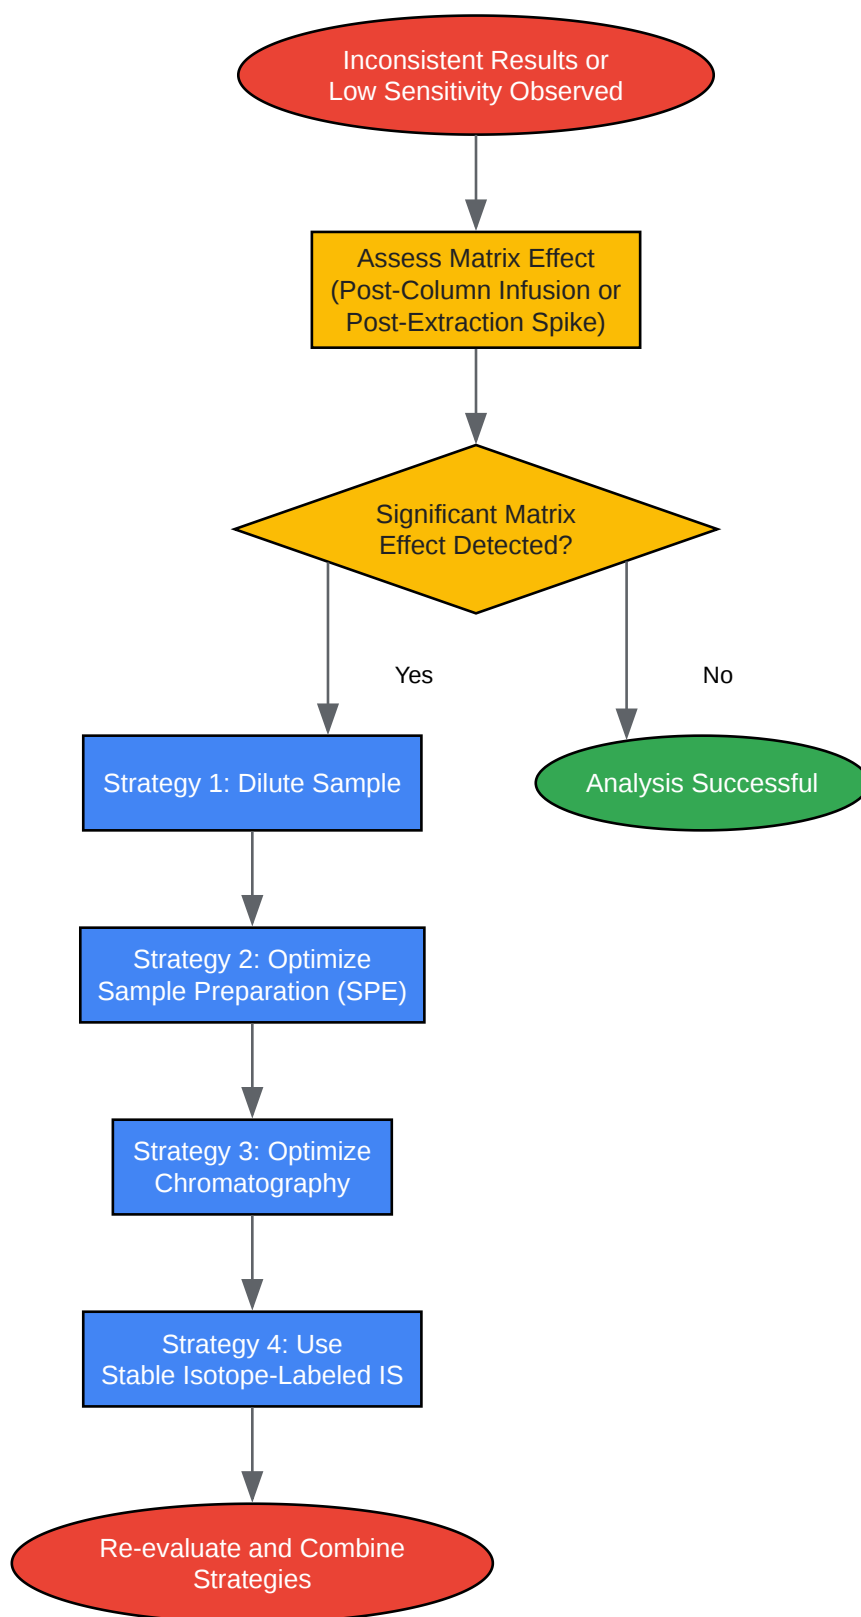 Inconsistent Results or
Low Sensitivity Observed
Assess Matrix Effect
(Post-Column Infusion or
Post-Extraction Spike)
Significant Matrix
Effect Detected?
Yes
No
Strategy 1: Dilute Sample
Analysis Successful
Strategy 2: Optimize
Sample Preparation (SPE)
Strategy 3: Optimize
Chromatography
Strategy 4: Use
Stable Isotope-Labeled IS
Re-evaluate and Combine
Strategies